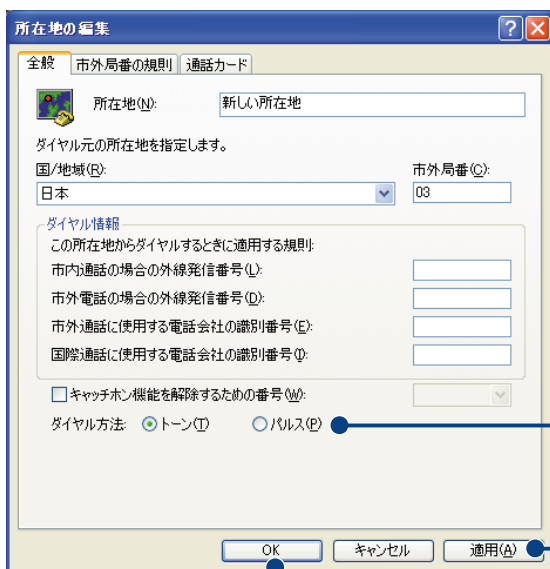 所在地の編集
全般 市外局番の規則 通話カード
所在地(N): 新しい所在地
ダイヤル元の所在地を指定します。
国/地域(R): 市外局番(C):
日本 03
ダイヤル情報
この所在地からダイヤルするときに適用する規則:
市内通話の場合の外線発信番号(L):
市外電話の場合の外線発信番号(D):
市外通話に使用する電話会社の識別番号(E):
国際通話に使用する電話会社の識別番号(I):
キャッチホン機能を解除するための番号(W):
ダイヤル方法: トーン(T) パルス(P)
OK キャンセル 適用(A)